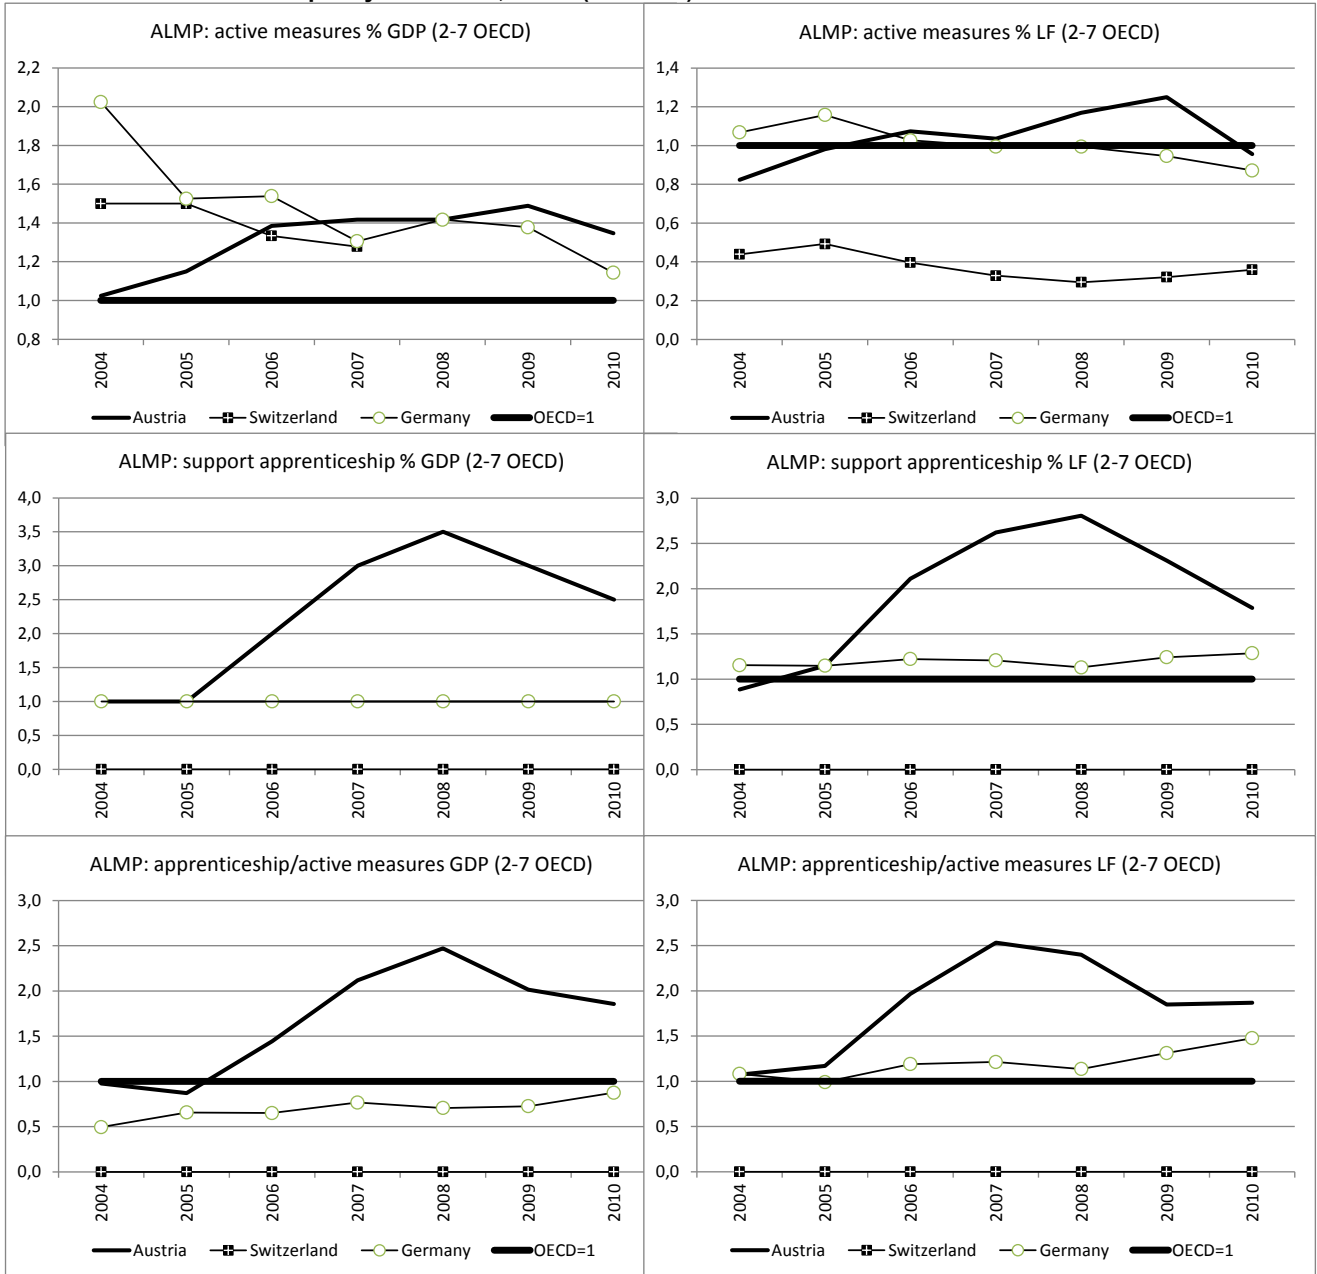 ALMP: active measures % GDP (2-7 OECD)
2,2
2,0
1,8
1,6
1,4
1,2
1,0
0,8
2004 2005 2006 2007 2008 2009 2010
Austria Switzerland Germany OECD=1
ALMP: active measures % LF (2-7 OECD)
1,4
1,2
1,0
0,8
0,6
0,4
0,2
0,0
2004 2005 2006 2007 2008 2009 2010
Austria Switzerland Germany OECD=1
ALMP: support apprenticeship % GDP (2-7 OECD)
4,0
3,5
3,0
2,5
2,0
1,5
1,0
0,5
0,0
2004 2005 2006 2007 2008 2009 2010
ALMP: support apprenticeship % LF (2-7 OECD)
3,0
2,5
2,0
1,5
1,0
0,5
0,0
2004 2005 2006 2007 2008 2009 2010
ALMP: apprenticeship/active measures GDP (2-7 OECD)
3,0
2,5
2,0
1,5
1,0
0,5
0,0
2004 2005 2006 2007 2008 2009 2010
Austria Switzerland Germany OECD=1
ALMP: apprenticeship/active measures LF (2-7 OECD)
3,0
2,5
2,0
1,5
1,0
0,5
0,0
2004 2005 2006 2007 2008 2009 2010
Austria Switzerland Germany OECD=1